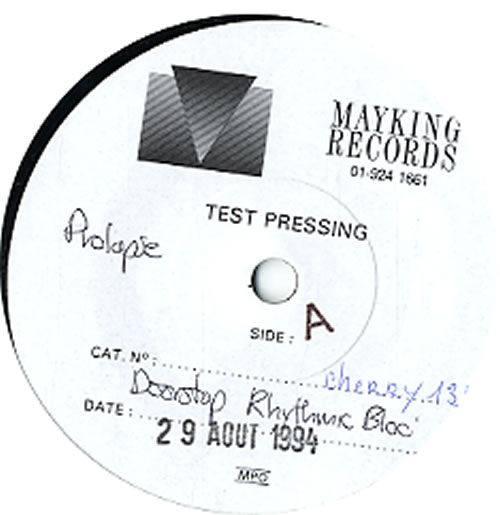 MAYKING
RECORDS
01-924 1661
TEST PRESSING
Prolapse
SIDE: A
CAT. Nº: cherry 13
Doorstop Rhythmic Bloc
DATE: 29 AOUT 1994
MPO